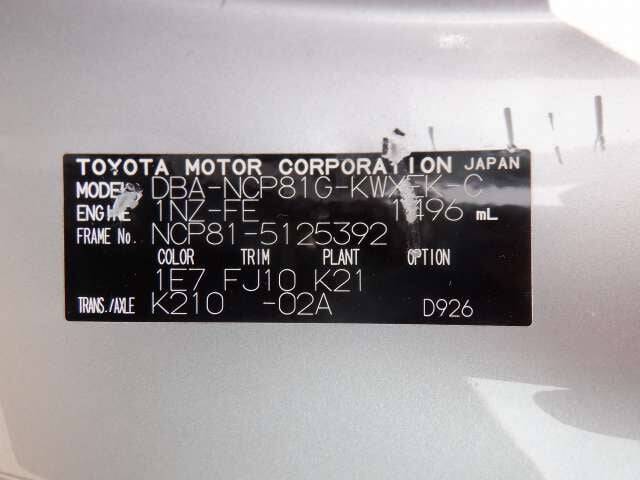 TOYOTA MOTOR CORPORATION JAPAN
MODEL DBA-NCP81G-KWXEK-C
ENGINE 1NZ-FE 1496 mL
FRAME No. NCP81-5125392
COLOR TRIM PLANT OPTION
1E7 FJ10 K21
TRANS./AXLE K210 -02A D926